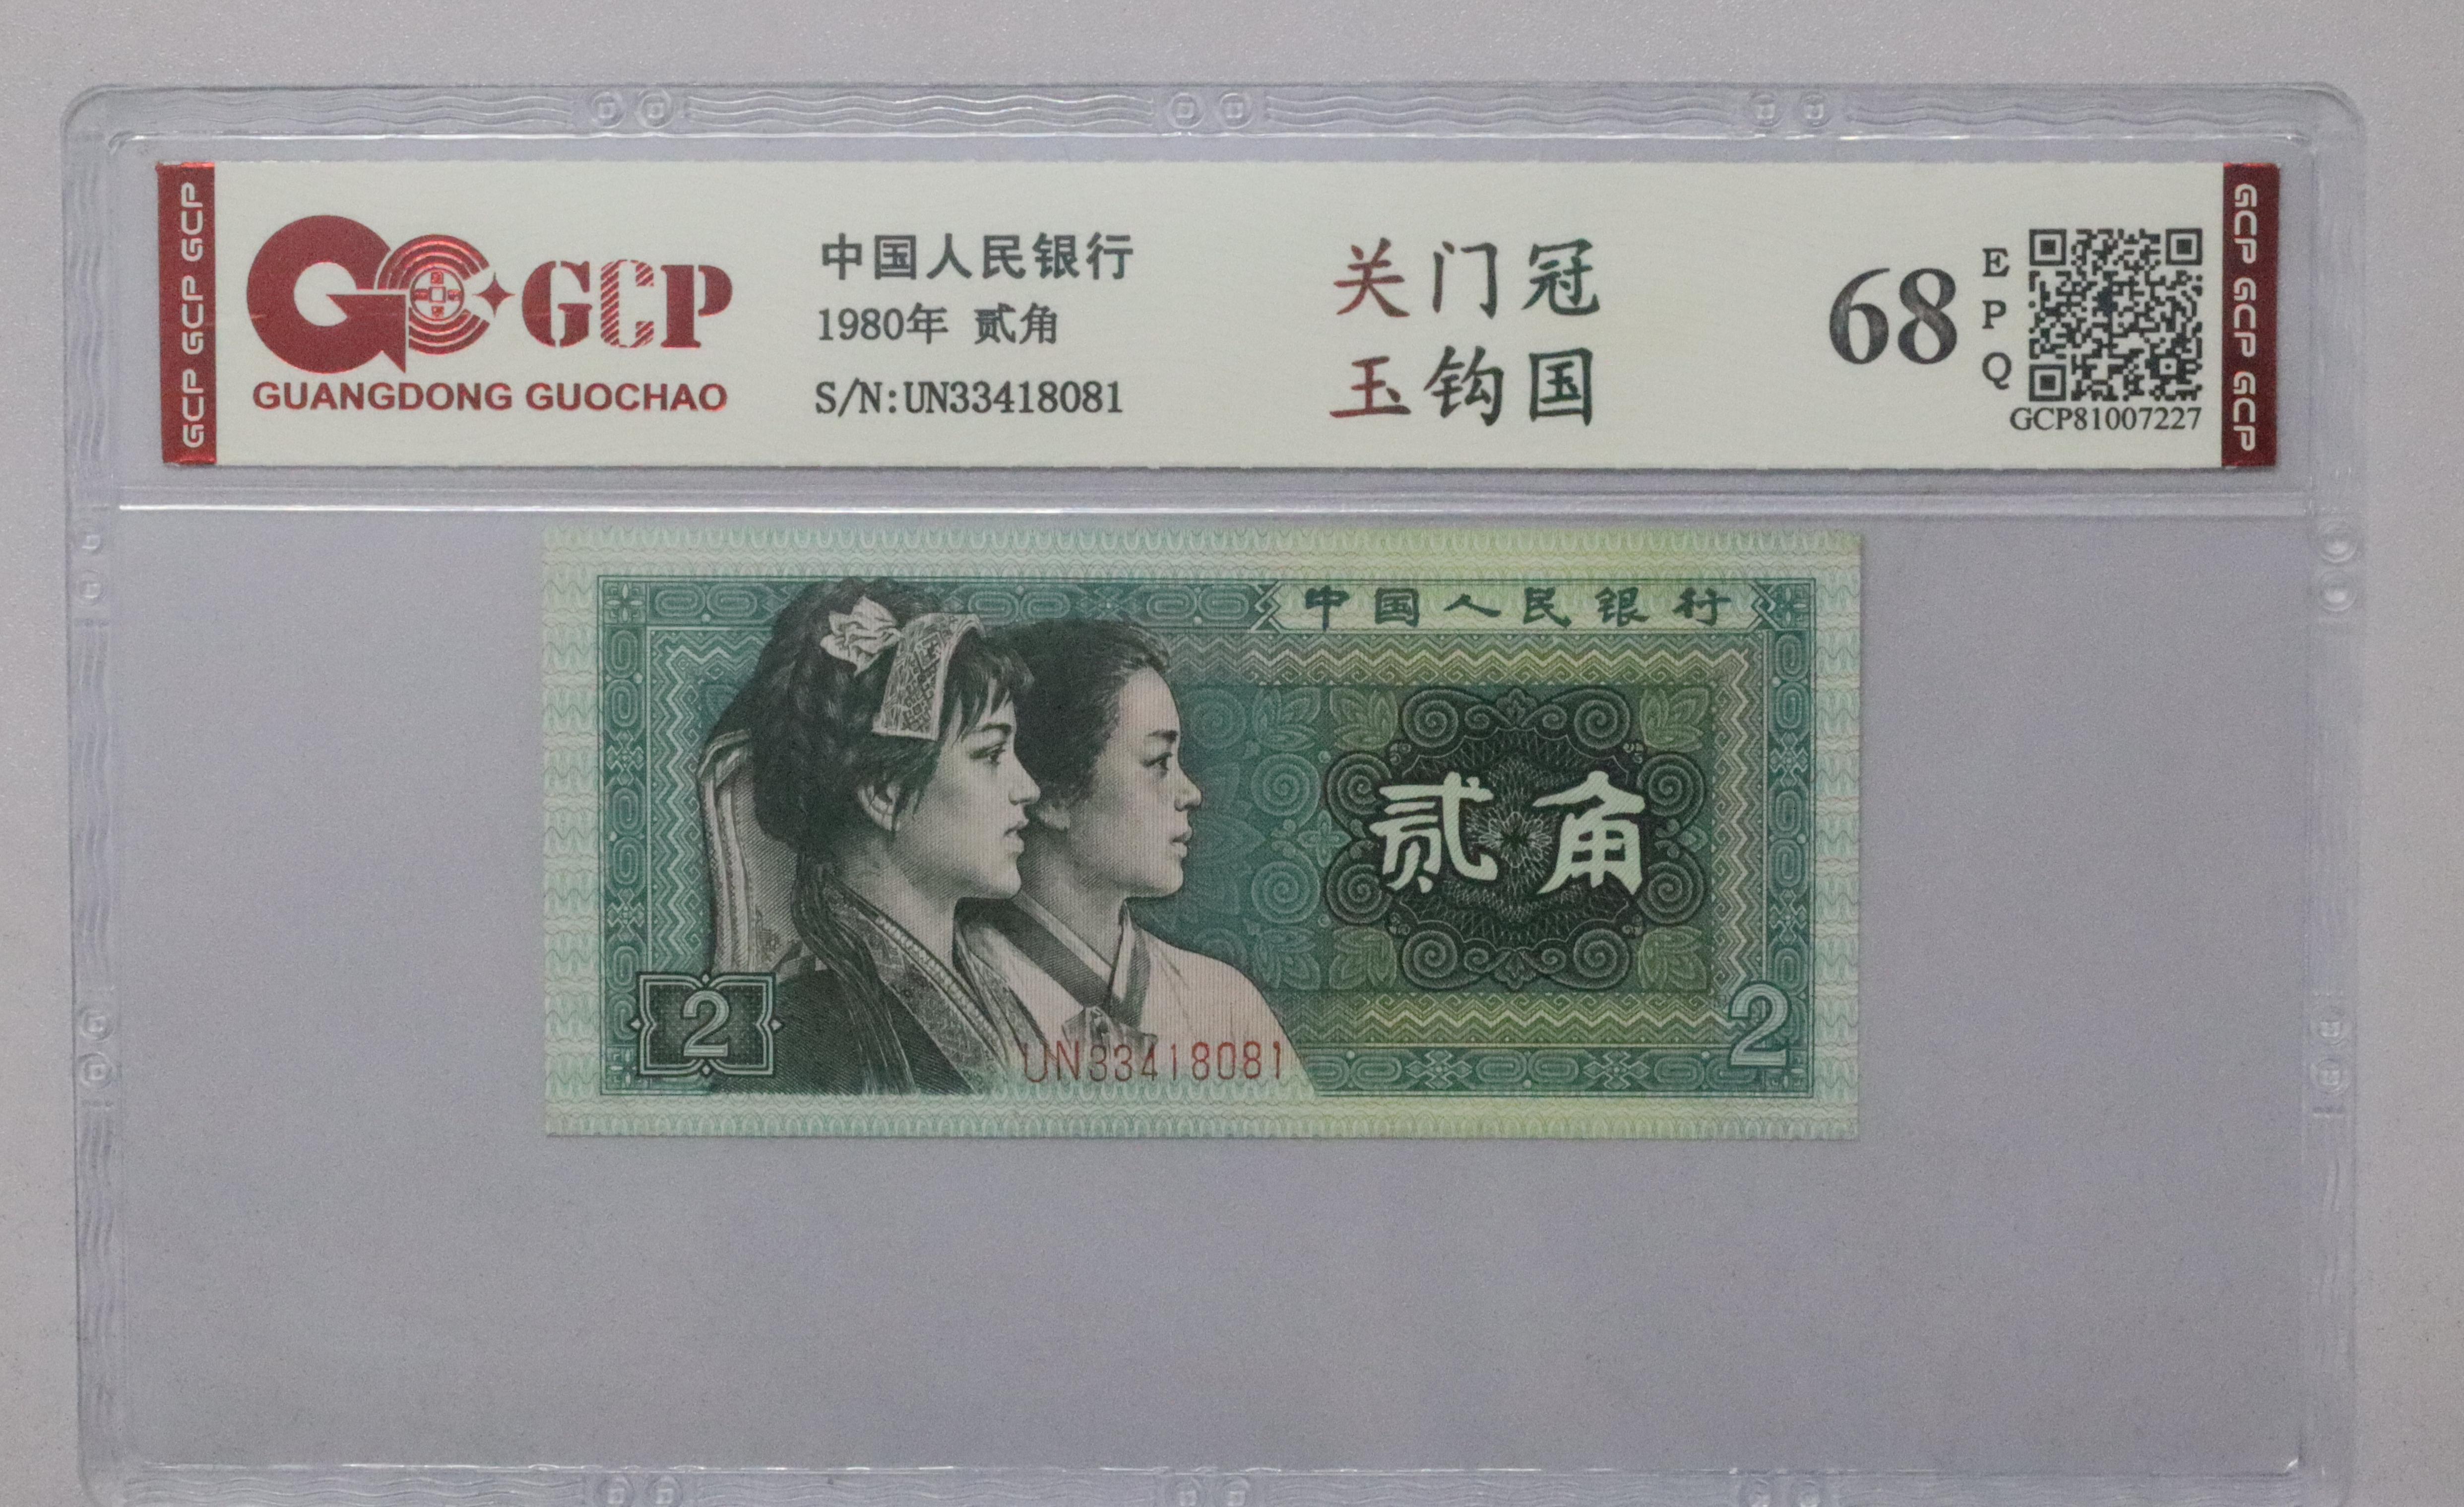 GCP GCP GCP
GCP
GUANGDONG GUOCHAO
中国人民银行
1980年 贰角
S/N:UN33418081
关门冠
玉钩国
68
EPQ
GCP81007227
GCP GCP GCP
中国人民银行
贰角
2
UN33418081
2